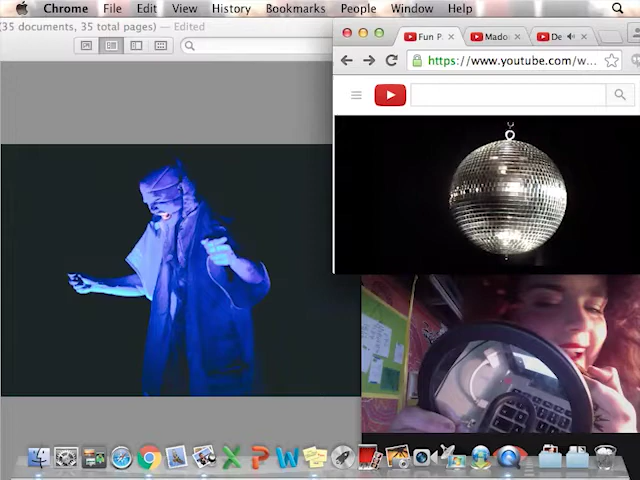 Chrome File Edit View History Bookmarks People Window Help
(35 documents, 35 total pages) — Edited
Fun P
Mado
De
https://www.youtube.com/w...